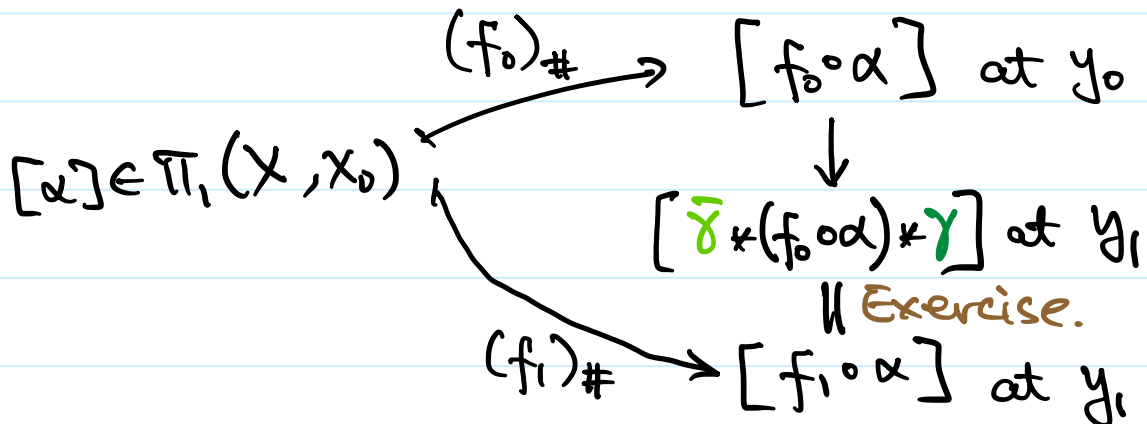 (f₀)# [f₀∘α] at y₀
[α]∈π₁(X,x₀)
[γ̄*(f₀∘α)*γ] at y₁
|| Exercise.
(f₁)# [f₁∘α] at y₁